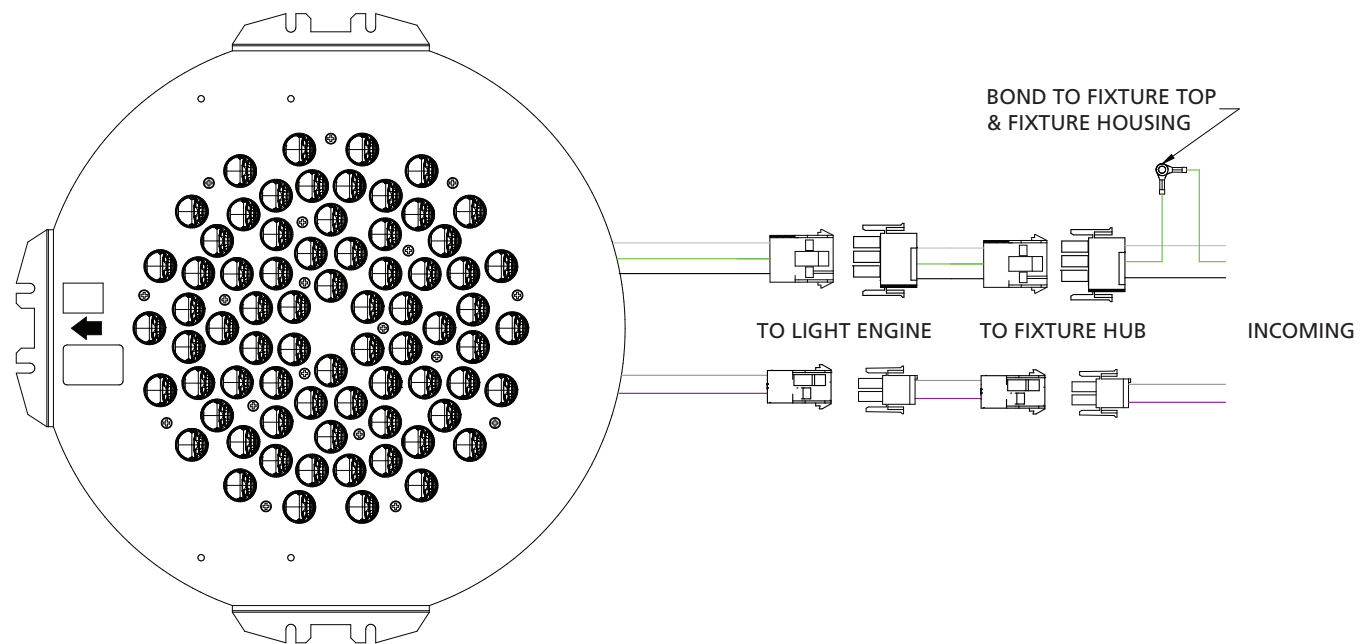 BOND TO FIXTURE TOP
& FIXTURE HOUSING
TO LIGHT ENGINE
TO FIXTURE HUB
INCOMING